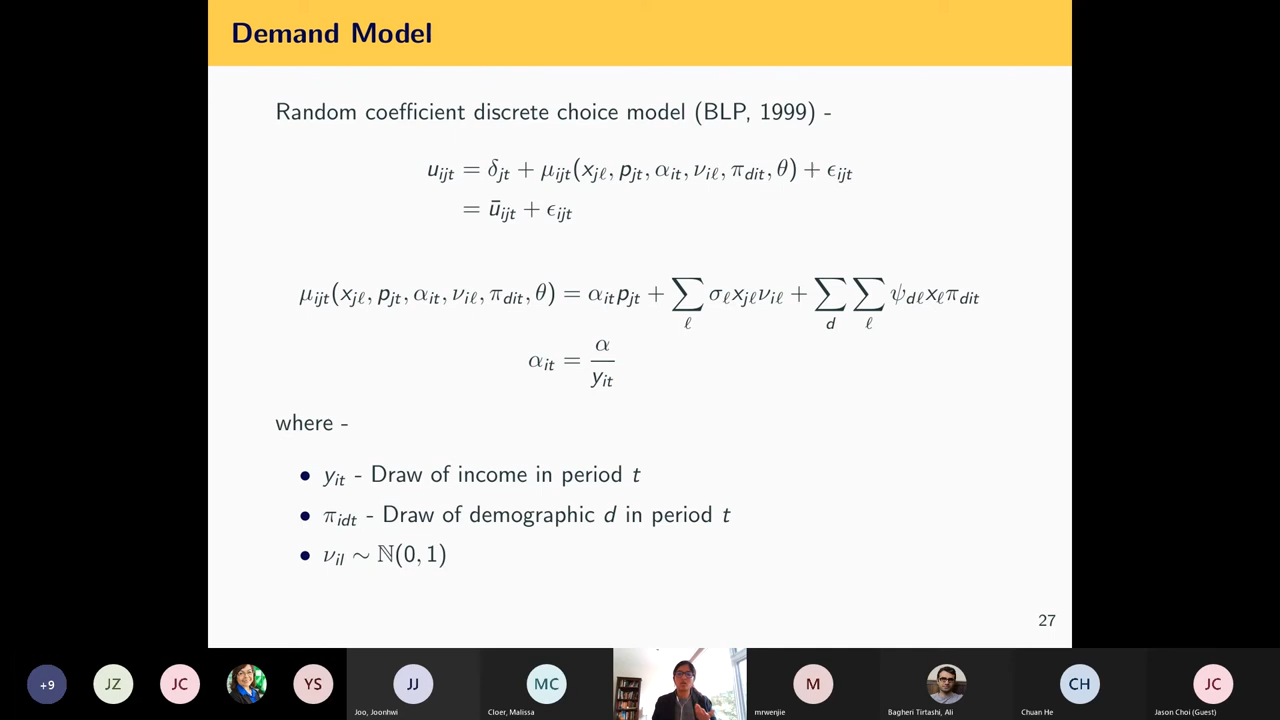 Demand Model
Random coefficient discrete choice model (BLP, 1999) -
u_{ijt} = δ_{jt} + μ_{ijt}(x_{jℓ}, p_{jt}, α_{it}, ν_{iℓ}, π_{dit}, θ) + ϵ_{ijt}
= ū_{ijt} + ϵ_{ijt}
μ_{ijt}(x_{jℓ}, p_{jt}, α_{it}, ν_{iℓ}, π_{dit}, θ) = α_{it}p_{jt} + ∑_ℓ σ_ℓ x_{jℓ} ν_{iℓ} + ∑_d ∑_ℓ ψ_{dℓ} x_ℓ π_{dit}
α_{it} = α / y_{it}
where -
• y_{it} - Draw of income in period t
• π_{idt} - Draw of demographic d in period t
• ν_{il} ∼ ℕ(0, 1)
27
+9
JZ
JC
YS
JJ
Joo, Joonhwi
MC
Cloer, Malissa
M
mrwenjie
Bagheri Tirtashi, Ali
CH
Chuan He
JC
Jason Choi (Guest)